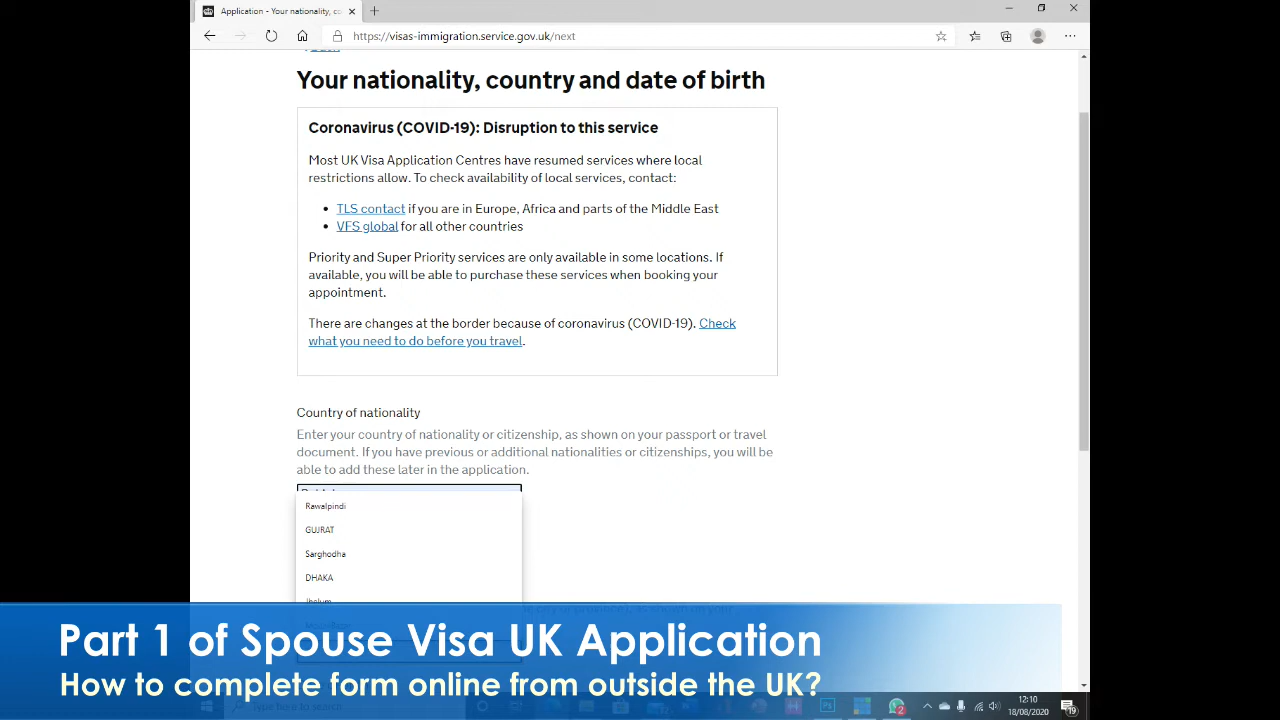 Application - Your nationality, co
https://visas-immigration.service.gov.uk/next
Back
Your nationality, country and date of birth
Coronavirus (COVID-19): Disruption to this service
Most UK Visa Application Centres have resumed services where local
restrictions allow. To check availability of local services, contact:
TLS contact if you are in Europe, Africa and parts of the Middle East
VFS global for all other countries
Priority and Super Priority services are only available in some locations. If
available, you will be able to purchase these services when booking your
appointment.
There are changes at the border because of coronavirus (COVID-19). Check
what you need to do before you travel.
Country of nationality
Enter your country of nationality or citizenship, as shown on your passport or travel
document. If you have previous or additional nationalities or citizenships, you will be
able to add these later in the application.
Rawalpindi
GUJRAT
Sarghodha
DHAKA
Jhelum
Part 1 of Spouse Visa UK Application
How to complete form online from outside the UK?
Type here to search
12:10
18/08/2020
2
19